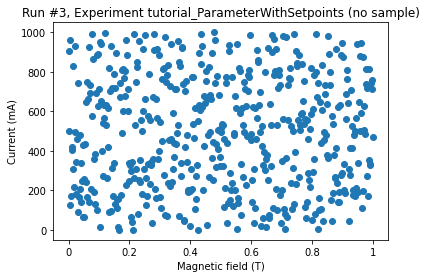 Run #3, Experiment tutorial_ParameterWithSetpoints (no sample)
1000
800
600
400
200
0
Current (mA)
0 0.2 0.4 0.6 0.8 1
Magnetic field (T)